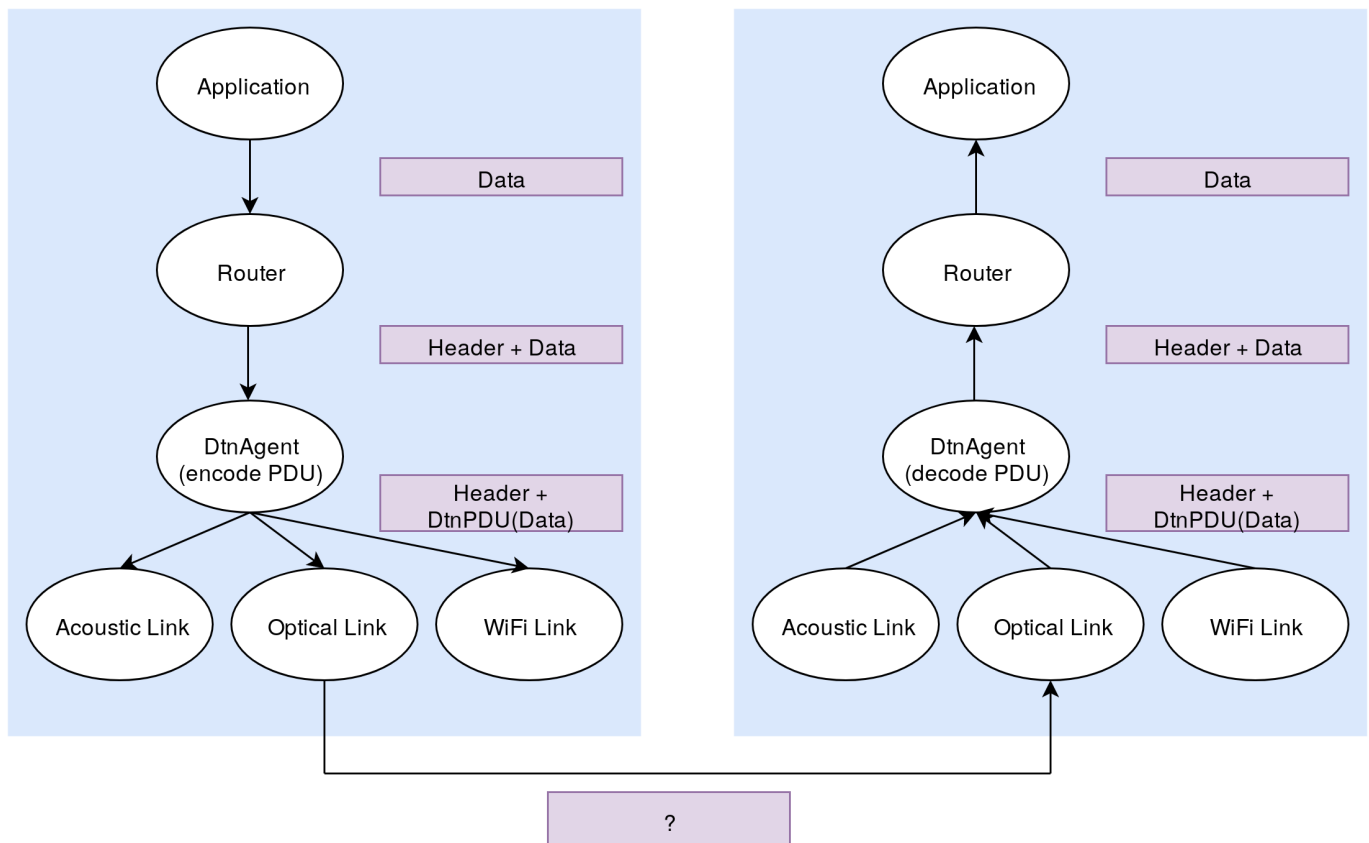 Application
Data
Router
Header + Data
DtnAgent
(encode PDU)
Header +
DtnPDU(Data)
Acoustic Link
Optical Link
WiFi Link
Application
Data
Router
Header + Data
DtnAgent
(decode PDU)
Header +
DtnPDU(Data)
Acoustic Link
Optical Link
WiFi Link
?